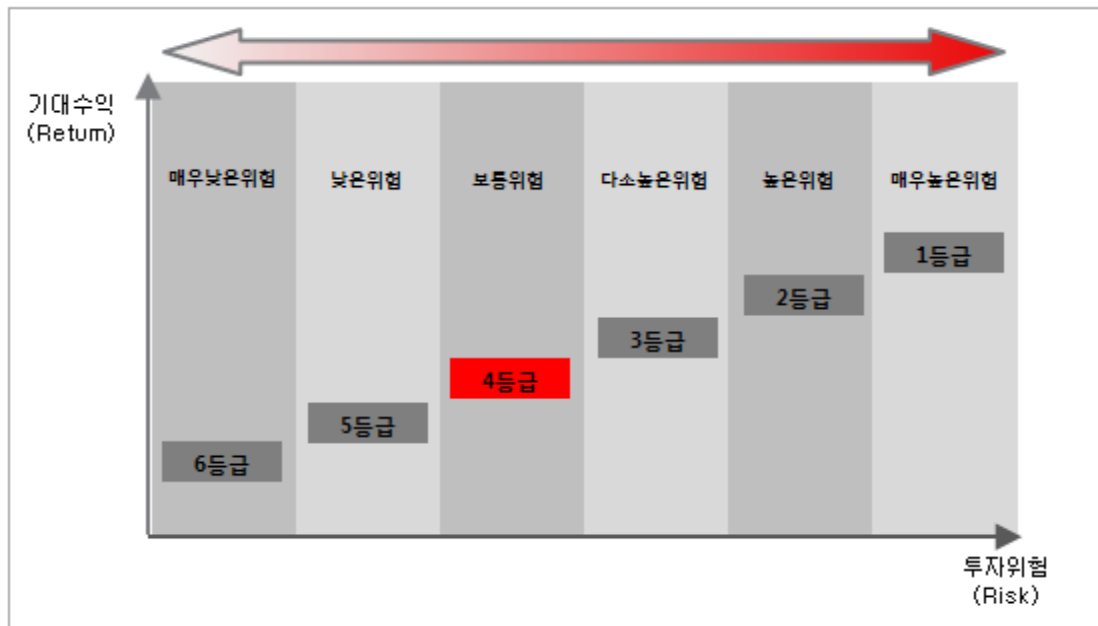 기대수익
(Retum)
매우낮은위험
낮은위험
보통위험
다소높은위험
높은위험
매우높은위험
1등급
2등급
3등급
4등급
5등급
6등급
투자위험
(Risk)